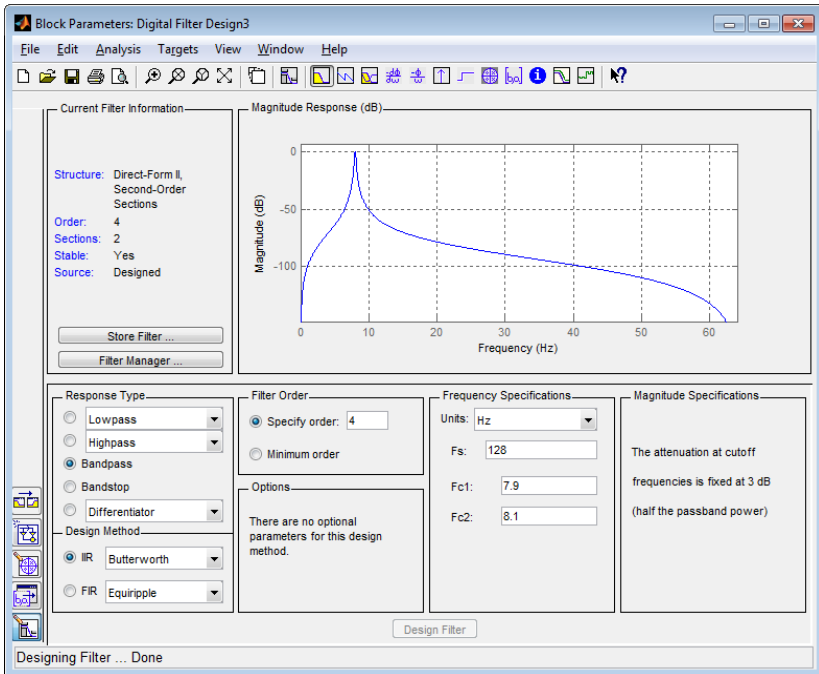 Block Parameters: Digital Filter Design3
File Edit Analysis Targets View Window Help
Current Filter Information
Structure: Direct-Form II,
Second-Order
Sections
Order: 4
Sections: 2
Stable: Yes
Source: Designed
Store Filter ...
Filter Manager ...
Magnitude Response (dB)
Magnitude (dB)
0
-50
-100
0 10 20 30 40 50 60
Frequency (Hz)
Response Type
Lowpass
Highpass
Bandpass
Bandstop
Differentiator
Design Method
IIR Butterworth
FIR Equiripple
Filter Order
Specify order: 4
Minimum order
Options
There are no optional
parameters for this design
method.
Frequency Specifications
Units: Hz
Fs: 128
Fc1: 7.9
Fc2: 8.1
Magnitude Specifications
The attenuation at cutoff
frequencies is fixed at 3 dB
(half the passband power)
Design Filter
Designing Filter ... Done